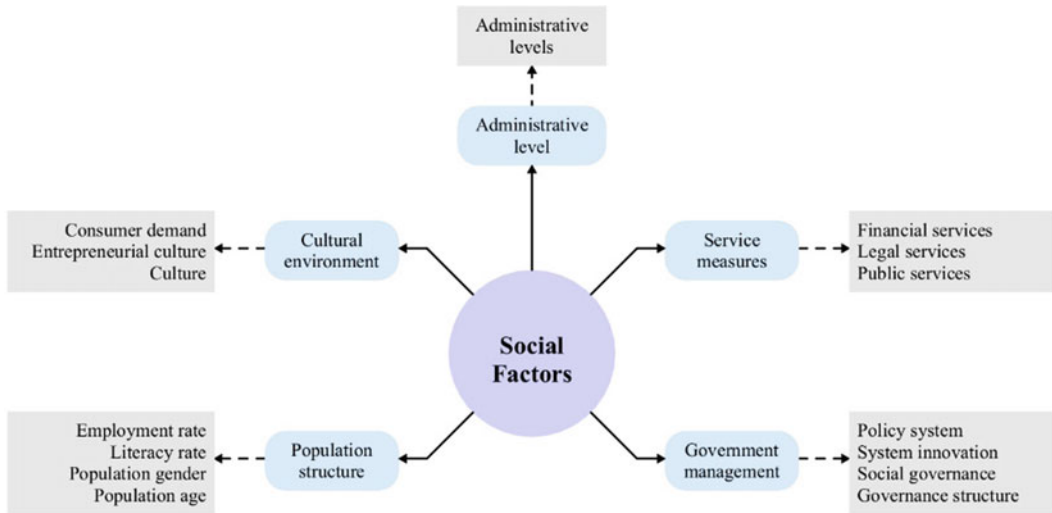 Administrative
levels
Administrative
level
Consumer demand
Entrepreneurial culture
Culture
Cultural
environment
Service
measures
Financial services
Legal services
Public services
Social
Factors
Employment rate
Literacy rate
Population gender
Population age
Population
structure
Government
management
Policy system
System innovation
Social governance
Governance structure